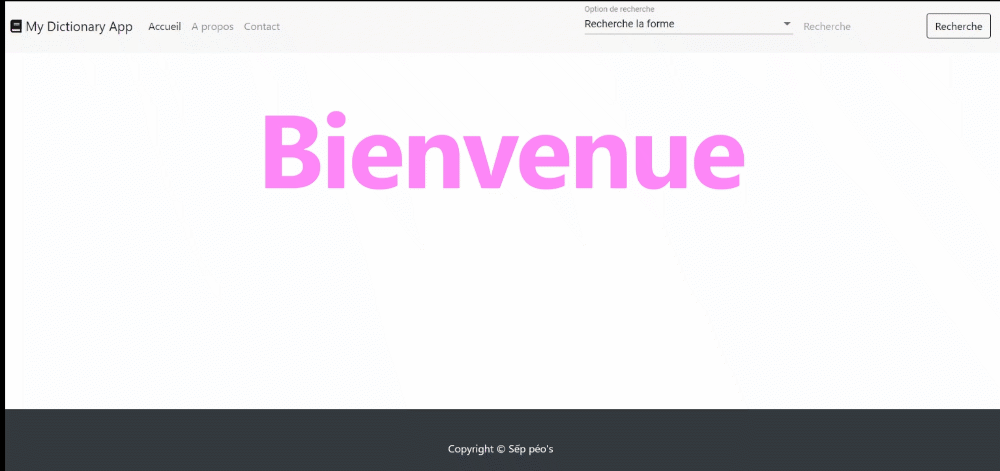 My Dictionary App Accueil A propos Contact
Option de recherche
Recherche la forme
Recherche
Recherche
Bienvenue
Copyright © Sếp péo's